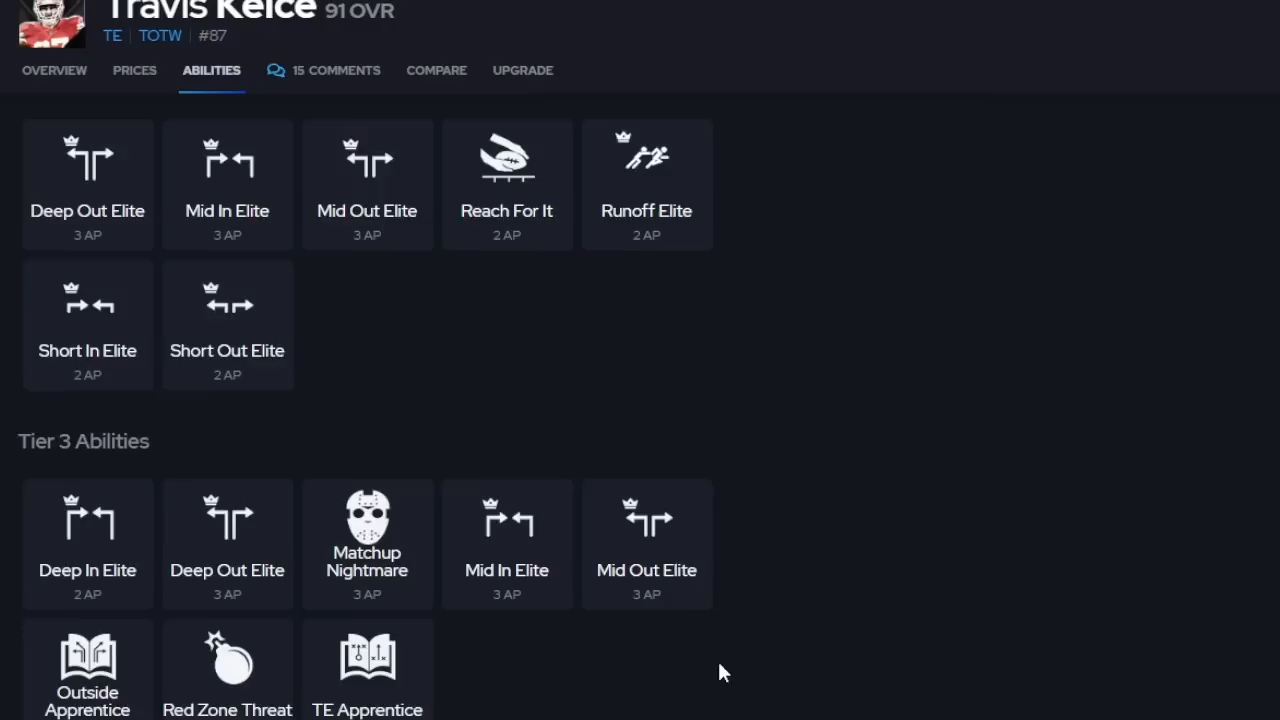 Travis Kelce 91 OVR
TE | TOTW | #87
OVERVIEW PRICES ABILITIES 15 COMMENTS COMPARE UPGRADE
Deep Out Elite Mid In Elite Mid Out Elite Reach For It Runoff Elite
3 AP 3 AP 3 AP 2 AP 2 AP
Short In Elite Short Out Elite
2 AP 2 AP
Tier 3 Abilities
Matchup
Deep In Elite Deep Out Elite Nightmare Mid In Elite Mid Out Elite
2 AP 3 AP 3 AP 3 AP 3 AP
Outside
Apprentice Red Zone Threat TE Apprentice